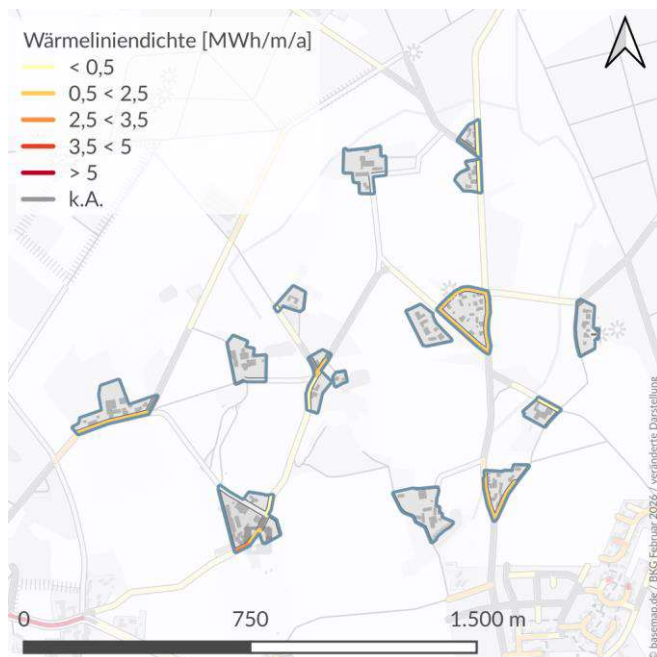 Wärmeliniendichte [MWh/m/a]
< 0,5
0,5 < 2,5
2,5 < 3,5
3,5 < 5
> 5
k.A.
0 750 1.500 m
© basemap.de / BKG Februar 2026 / veränderte Darstellung